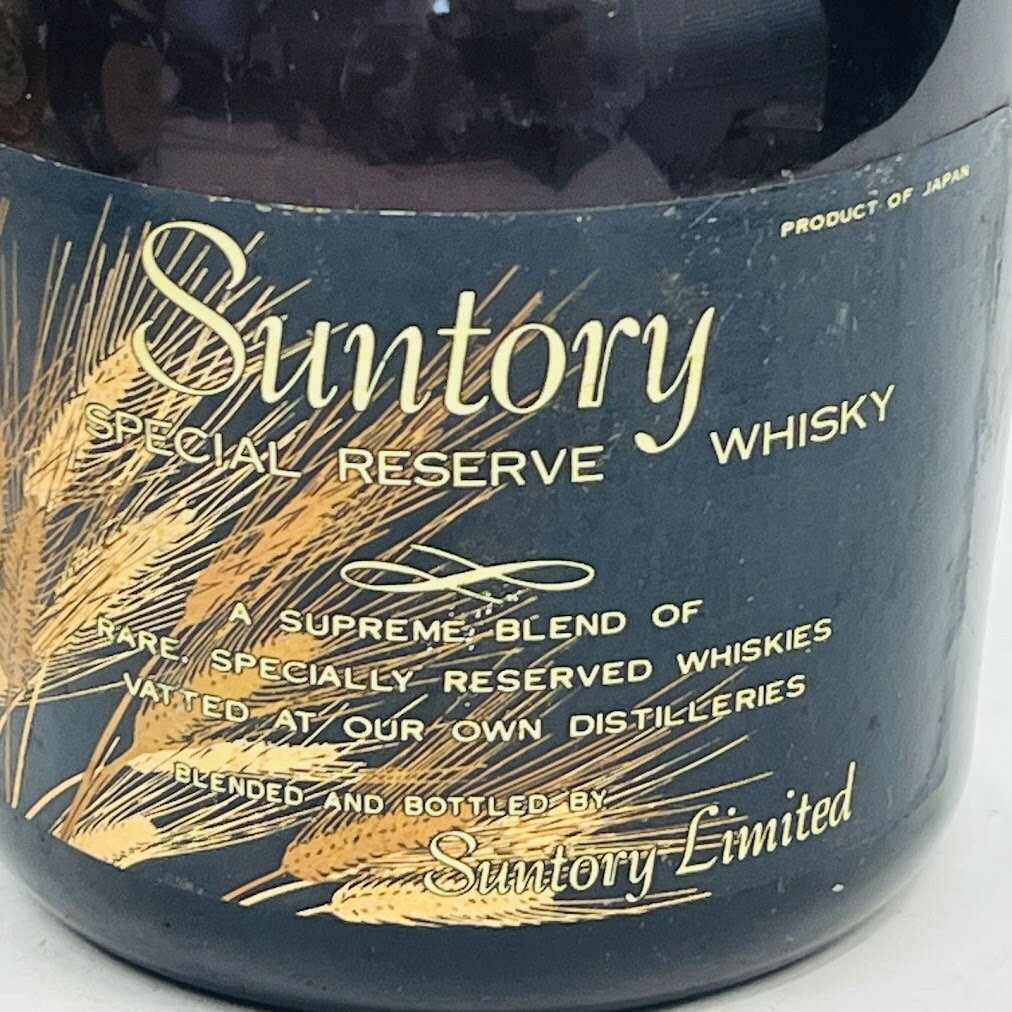 PRODUCT OF JAPAN
Suntory
SPECIAL RESERVE WHISKY
A SUPREME BLEND OF
RARE, SPECIALLY RESERVED WHISKIES
VATTED AT OUR OWN DISTILLERIES
BLENDED AND BOTTLED BY
Suntory Limited